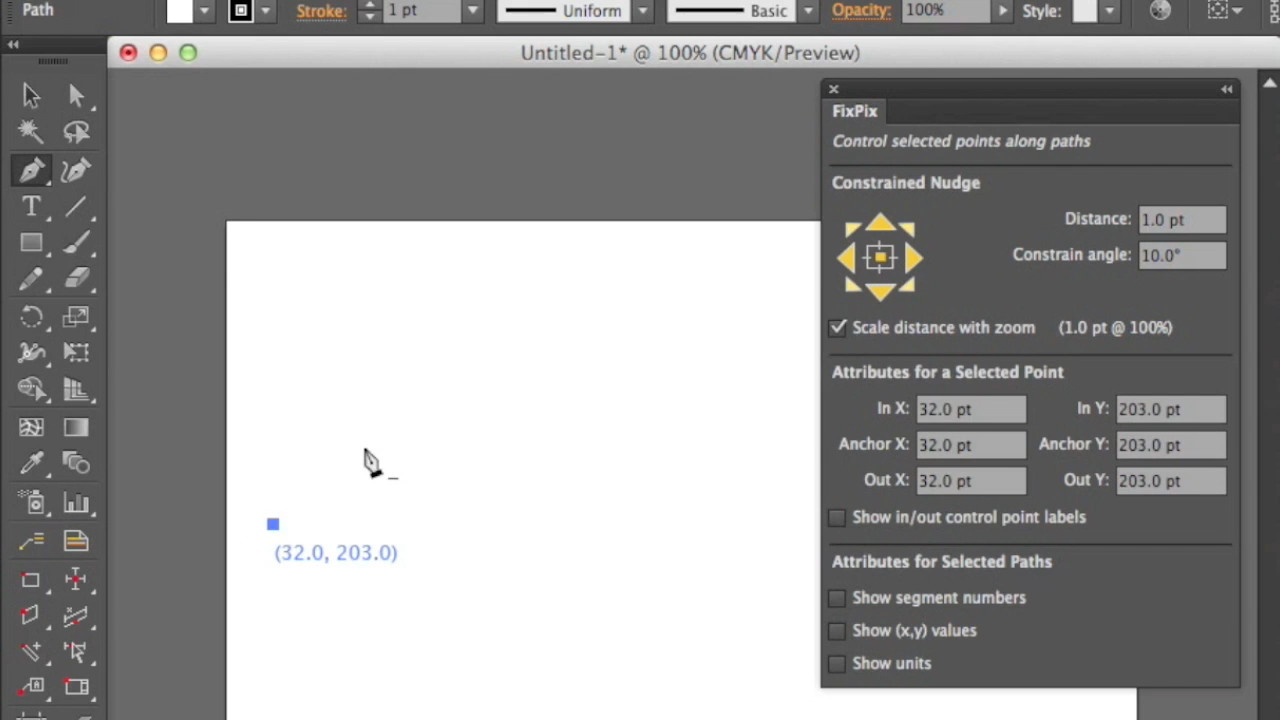 Path
Stroke: 1 pt Uniform Basic Opacity: 100% Style:
Untitled-1* @ 100% (CMYK/Preview)
FixPix
Control selected points along paths
Constrained Nudge
Distance: 1.0 pt
Constrain angle: 10.0°
Scale distance with zoom (1.0 pt @ 100%)
Attributes for a Selected Point
In X: 32.0 pt In Y: 203.0 pt
Anchor X: 32.0 pt Anchor Y: 203.0 pt
Out X: 32.0 pt Out Y: 203.0 pt
Show in/out control point labels
Attributes for Selected Paths
Show segment numbers
Show (x,y) values
Show units
(32.0, 203.0)